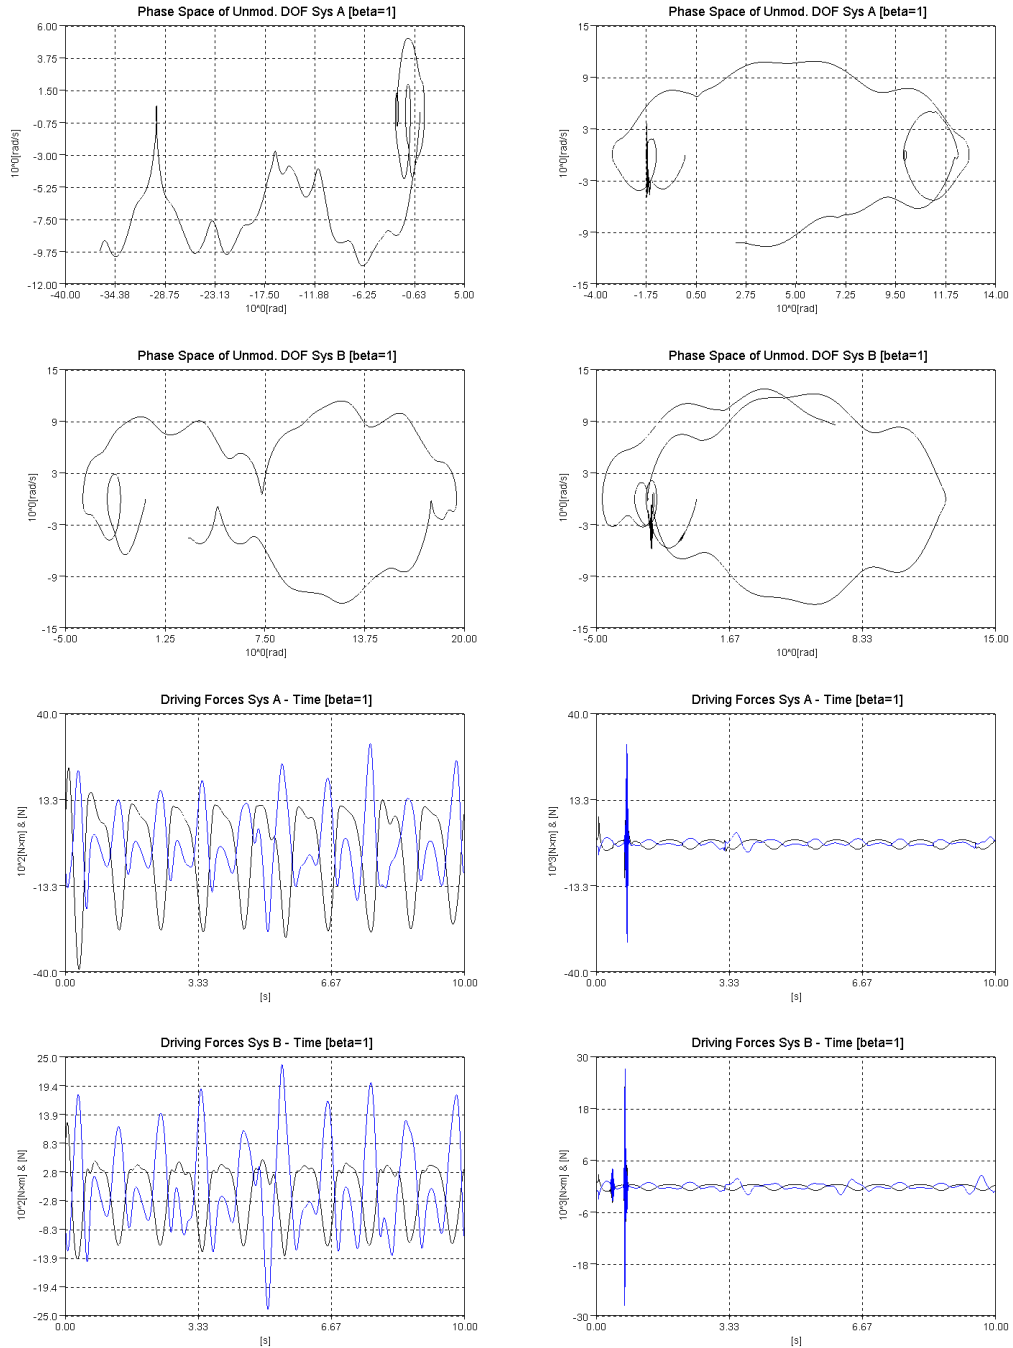 Phase Space of Unmod. DOF Sys A [beta=1]
6.00
3.75
1.50
-0.75
-3.00
-5.25
-7.50
-9.75
-12.00
10^0[rad/s]
-40.00 -34.38 -28.75 -23.13 -17.50 -11.88 -6.25 -0.63 5.00
10^0[rad]
Phase Space of Unmod. DOF Sys A [beta=1]
15
9
3
-3
-9
-15
10^0[rad/s]
-4.00 -1.75 0.50 2.75 5.00 7.25 9.50 11.75 14.00
10^0[rad]
Phase Space of Unmod. DOF Sys B [beta=1]
15
9
3
-3
-9
-15
10^0[rad/s]
-5.00 1.25 7.50 13.75 20.00
10^0[rad]
Phase Space of Unmod. DOF Sys B [beta=1]
15
9
3
-3
-9
-15
10^0[rad/s]
-5.00 1.67 8.33 15.00
10^0[rad]
Driving Forces Sys A - Time [beta=1]
40.0
13.3
-13.3
-40.0
10^2[N×m] & [N]
0.00 3.33 6.67 10.00
[s]
Driving Forces Sys A - Time [beta=1]
40.0
13.3
-13.3
-40.0
10^3[N×m] & [N]
0.00 3.33 6.67 10.00
[s]
Driving Forces Sys B - Time [beta=1]
25.0
19.4
13.9
8.3
2.8
-2.8
-8.3
-13.9
-19.4
-25.0
10^2[N×m] & [N]
0.00 3.33 6.67 10.00
[s]
Driving Forces Sys B - Time [beta=1]
30
18
6
-6
-18
-30
10^3[N×m] & [N]
0.00 3.33 6.67 10.00
[s]